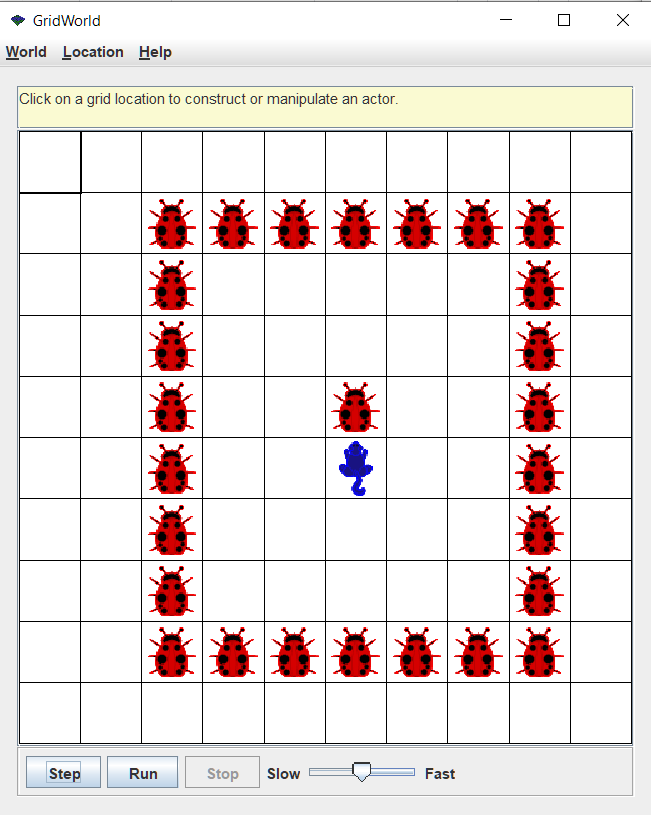 GridWorld
World Location Help
Click on a grid location to construct or manipulate an actor.
Step Run Stop Slow Fast